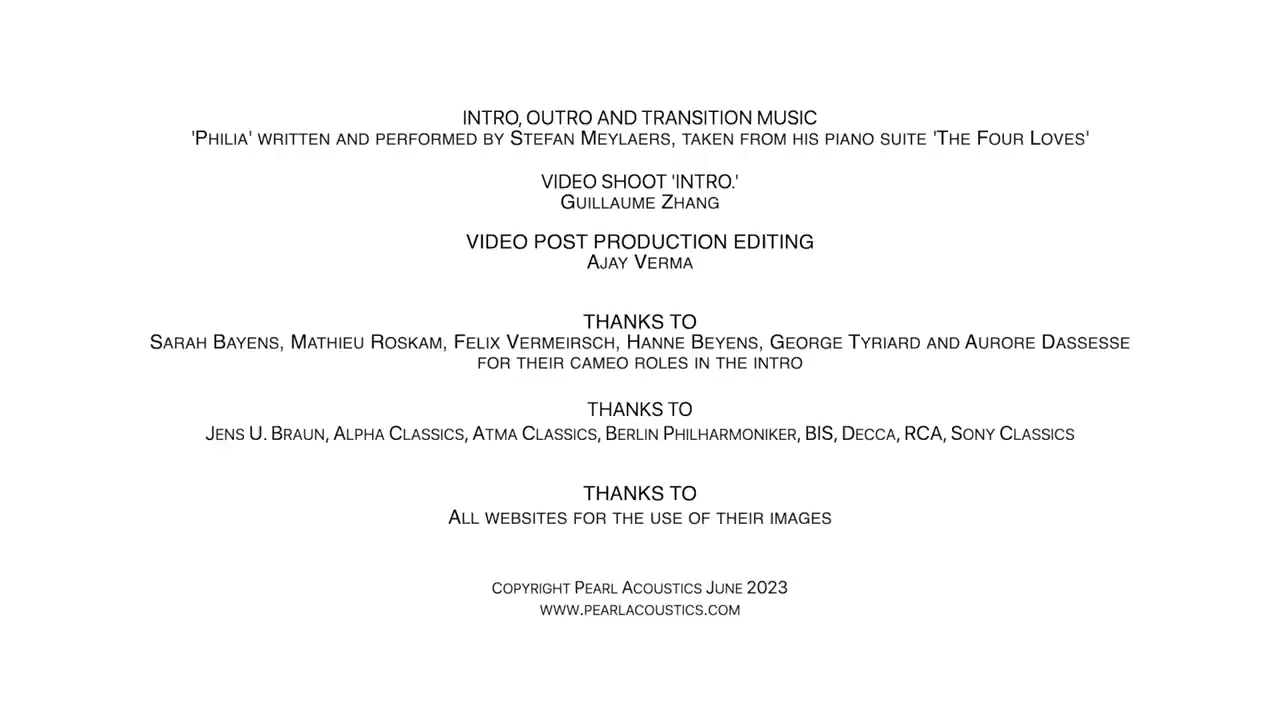 INTRO, OUTRO AND TRANSITION MUSIC
'Philia' written and performed by Stefan Meylaers, taken from his piano suite 'The Four Loves'
VIDEO SHOOT 'INTRO.'
Guillaume Zhang
VIDEO POST PRODUCTION EDITING
Ajay Verma
THANKS TO
Sarah Bayens, Mathieu Roskam, Felix Vermeirsch, Hanne Beyens, George Tyriard and Aurore Dassesse
for their cameo roles in the intro
THANKS TO
Jens U. Braun, Alpha Classics, Atma Classics, Berlin Philharmoniker, BIS, Decca, RCA, Sony Classics
THANKS TO
All websites for the use of their images
Copyright Pearl Acoustics June 2023
www.pearlacoustics.com